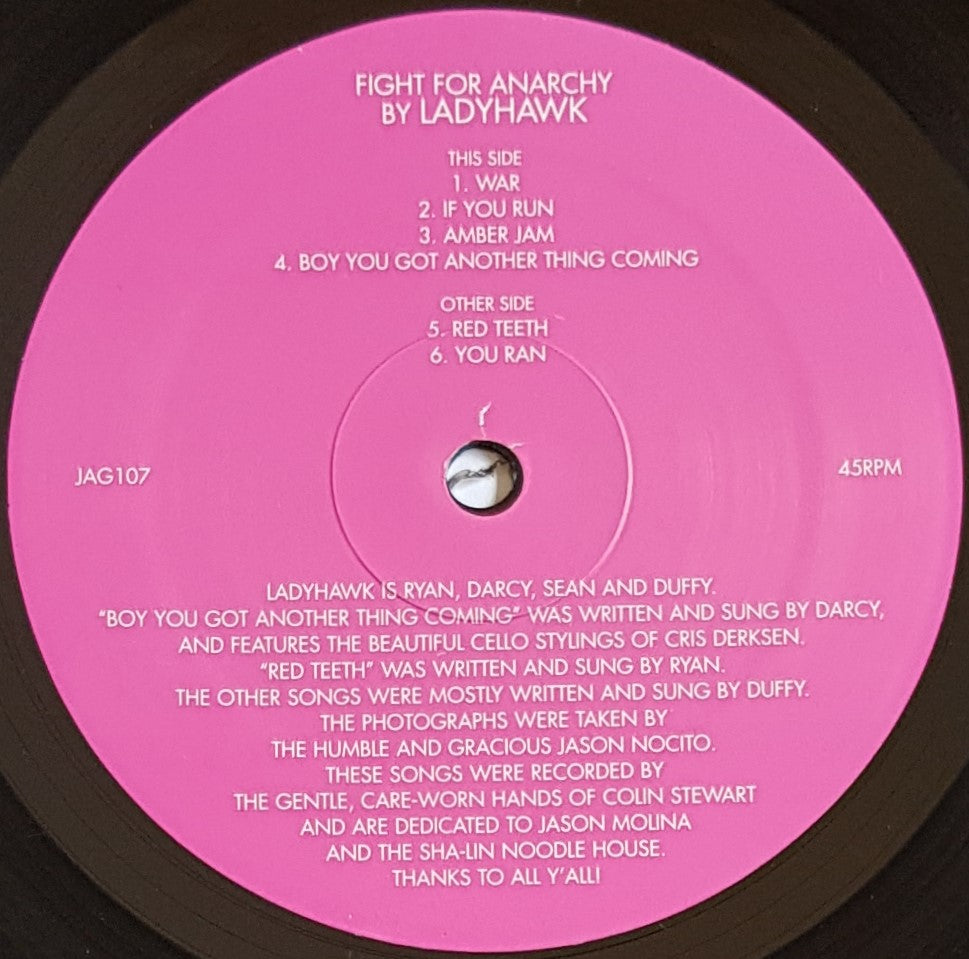 FIGHT FOR ANARCHY
BY LADYHAWK
THIS SIDE
1. WAR
2. IF YOU RUN
3. AMBER JAM
4. BOY YOU GOT ANOTHER THING COMING
OTHER SIDE
5. RED TEETH
6. YOU RAN
JAG107
45RPM
LADYHAWK IS RYAN, DARCY, SEAN AND DUFFY.
“BOY YOU GOT ANOTHER THING COMING” WAS WRITTEN AND SUNG BY DARCY,
AND FEATURES THE BEAUTIFUL CELLO STYLINGS OF CRIS DERKSEN.
“RED TEETH” WAS WRITTEN AND SUNG BY RYAN.
THE OTHER SONGS WERE MOSTLY WRITTEN AND SUNG BY DUFFY.
THE PHOTOGRAPHS WERE TAKEN BY
THE HUMBLE AND GRACIOUS JASON NOCITO.
THESE SONGS WERE RECORDED BY
THE GENTLE, CARE-WORN HANDS OF COLIN STEWART
AND ARE DEDICATED TO JASON MOLINA
AND THE SHA-LIN NOODLE HOUSE.
THANKS TO ALL Y’ALL!